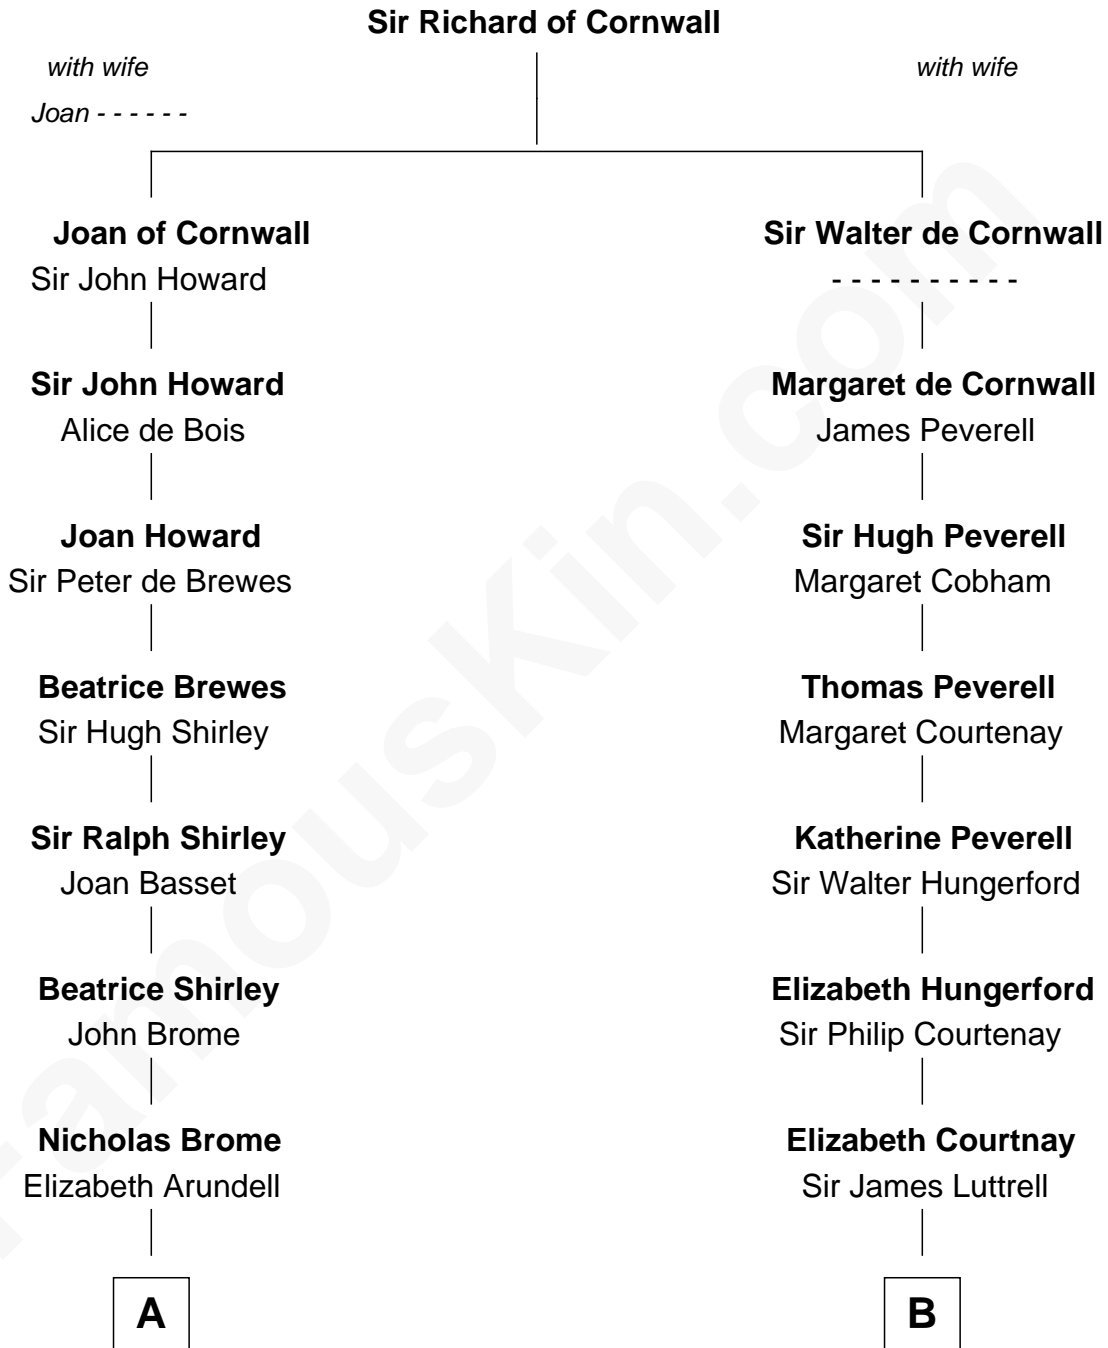 Sir Richard of Cornwall
with wife
with wife
Joan - - - - - -
Joan of Cornwall
Sir John Howard
Sir Walter de Cornwall
- - - - - - - - - -
Sir John Howard
Alice de Bois
Margaret de Cornwall
James Peverell
Joan Howard
Sir Peter de Brewes
Sir Hugh Peverell
Margaret Cobham
Beatrice Brewes
Sir Hugh Shirley
Thomas Peverell
Margaret Courtenay
Sir Ralph Shirley
Joan Basset
Katherine Peverell
Sir Walter Hungerford
Beatrice Shirley
John Brome
Elizabeth Hungerford
Sir Philip Courtenay
Nicholas Brome
Elizabeth Arundell
Elizabeth Courtnay
Sir James Luttrell
A
B
FamousKin.com